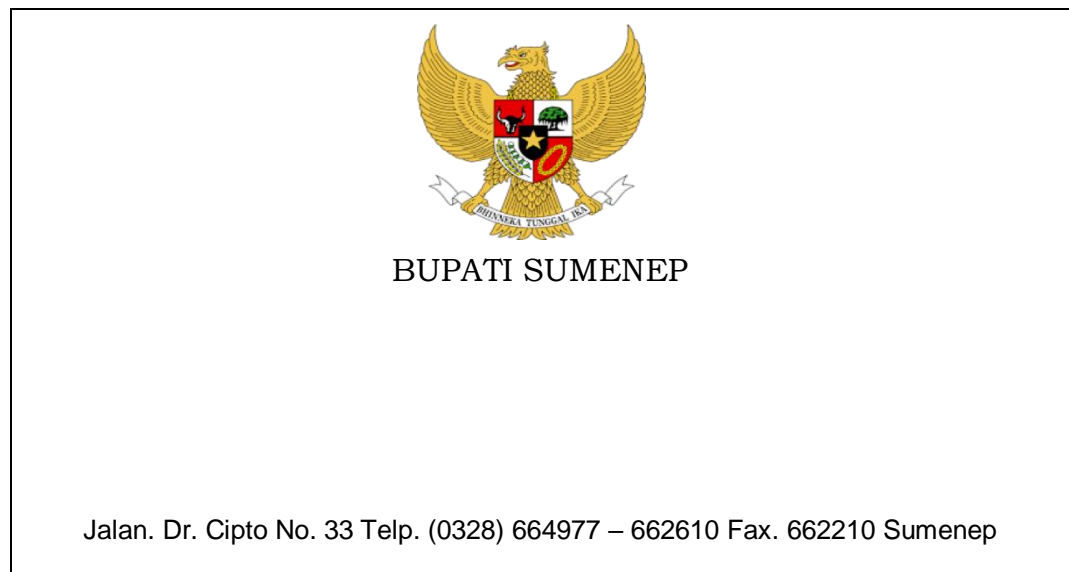 BHINNEKA TUNGGAL IKA
BUPATI SUMENEP
Jalan. Dr. Cipto No. 33 Telp. (0328) 664977 – 662610 Fax. 662210 Sumenep